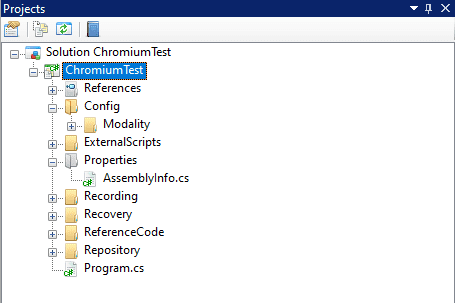 Projects
Solution ChromiumTest
ChromiumTest
References
Config
Modality
ExternalScripts
Properties
AssemblyInfo.cs
Recording
Recovery
ReferenceCode
Repository
Program.cs